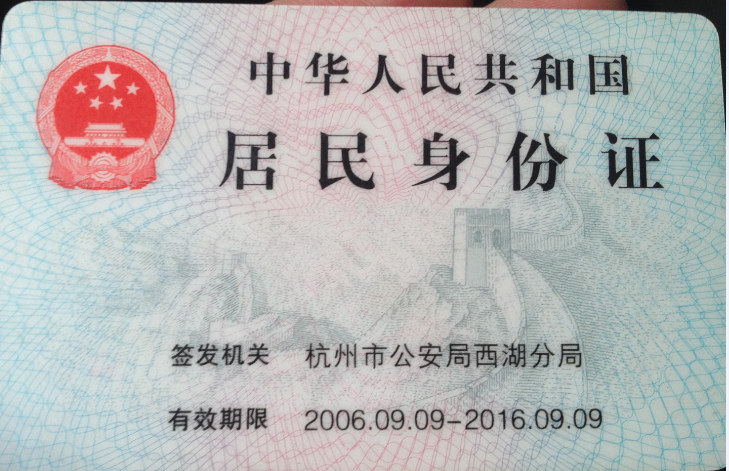 中华人民共和国
居民身份证
签发机关 杭州市公安局西湖分局
有效期限 2006.09.09-2016.09.09